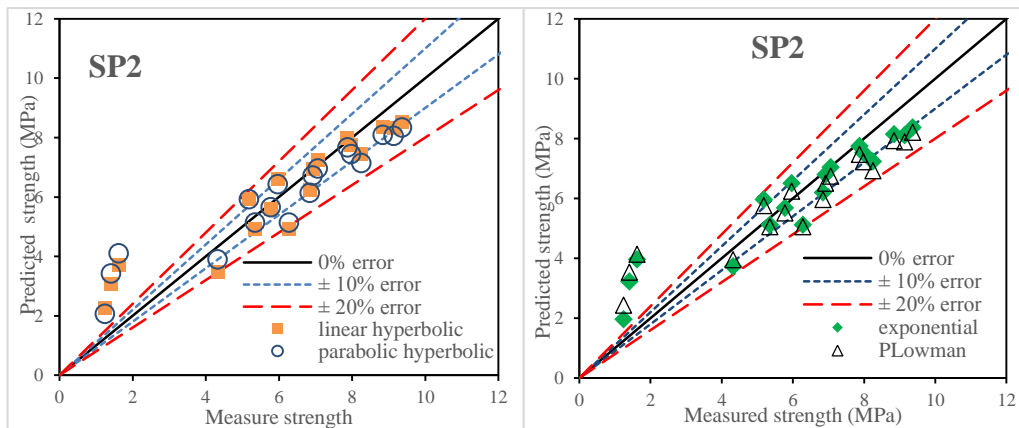 SP2
Predicted strength (MPa)
12
10
8
6
4
2
0
0% error
± 10% error
± 20% error
linear hyperbolic
parabolic hyperbolic
0 2 4 6 8 10 12
Measure strength
SP2
Predicted strength (MPa)
12
10
8
6
4
2
0
0% error
± 10% error
± 20% error
exponential
PLowman
0 2 4 6 8 10 12
Measured strength (MPa)